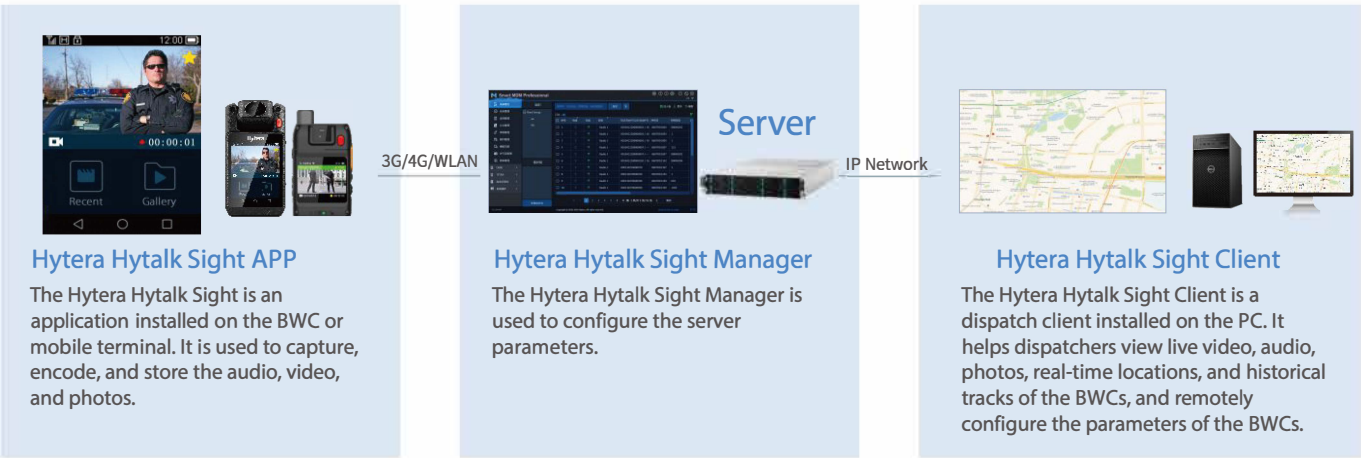 12:00
00:00:01
Recent
Gallery
Hytera
3G/4G/WLAN
Smart MDM Professional
Server
IP Network
Hytera Hytalk Sight APP
The Hytera Hytalk Sight is an
application installed on the BWC or
mobile terminal. It is used to capture,
encode, and store the audio, video,
and photos.
Hytera Hytalk Sight Manager
The Hytera Hytalk Sight Manager is
used to configure the server
parameters.
Hytera Hytalk Sight Client
The Hytera Hytalk Sight Client is a
dispatch client installed on the PC. It
helps dispatchers view live video, audio,
photos, real-time locations, and historical
tracks of the BWCs, and remotely
configure the parameters of the BWCs.